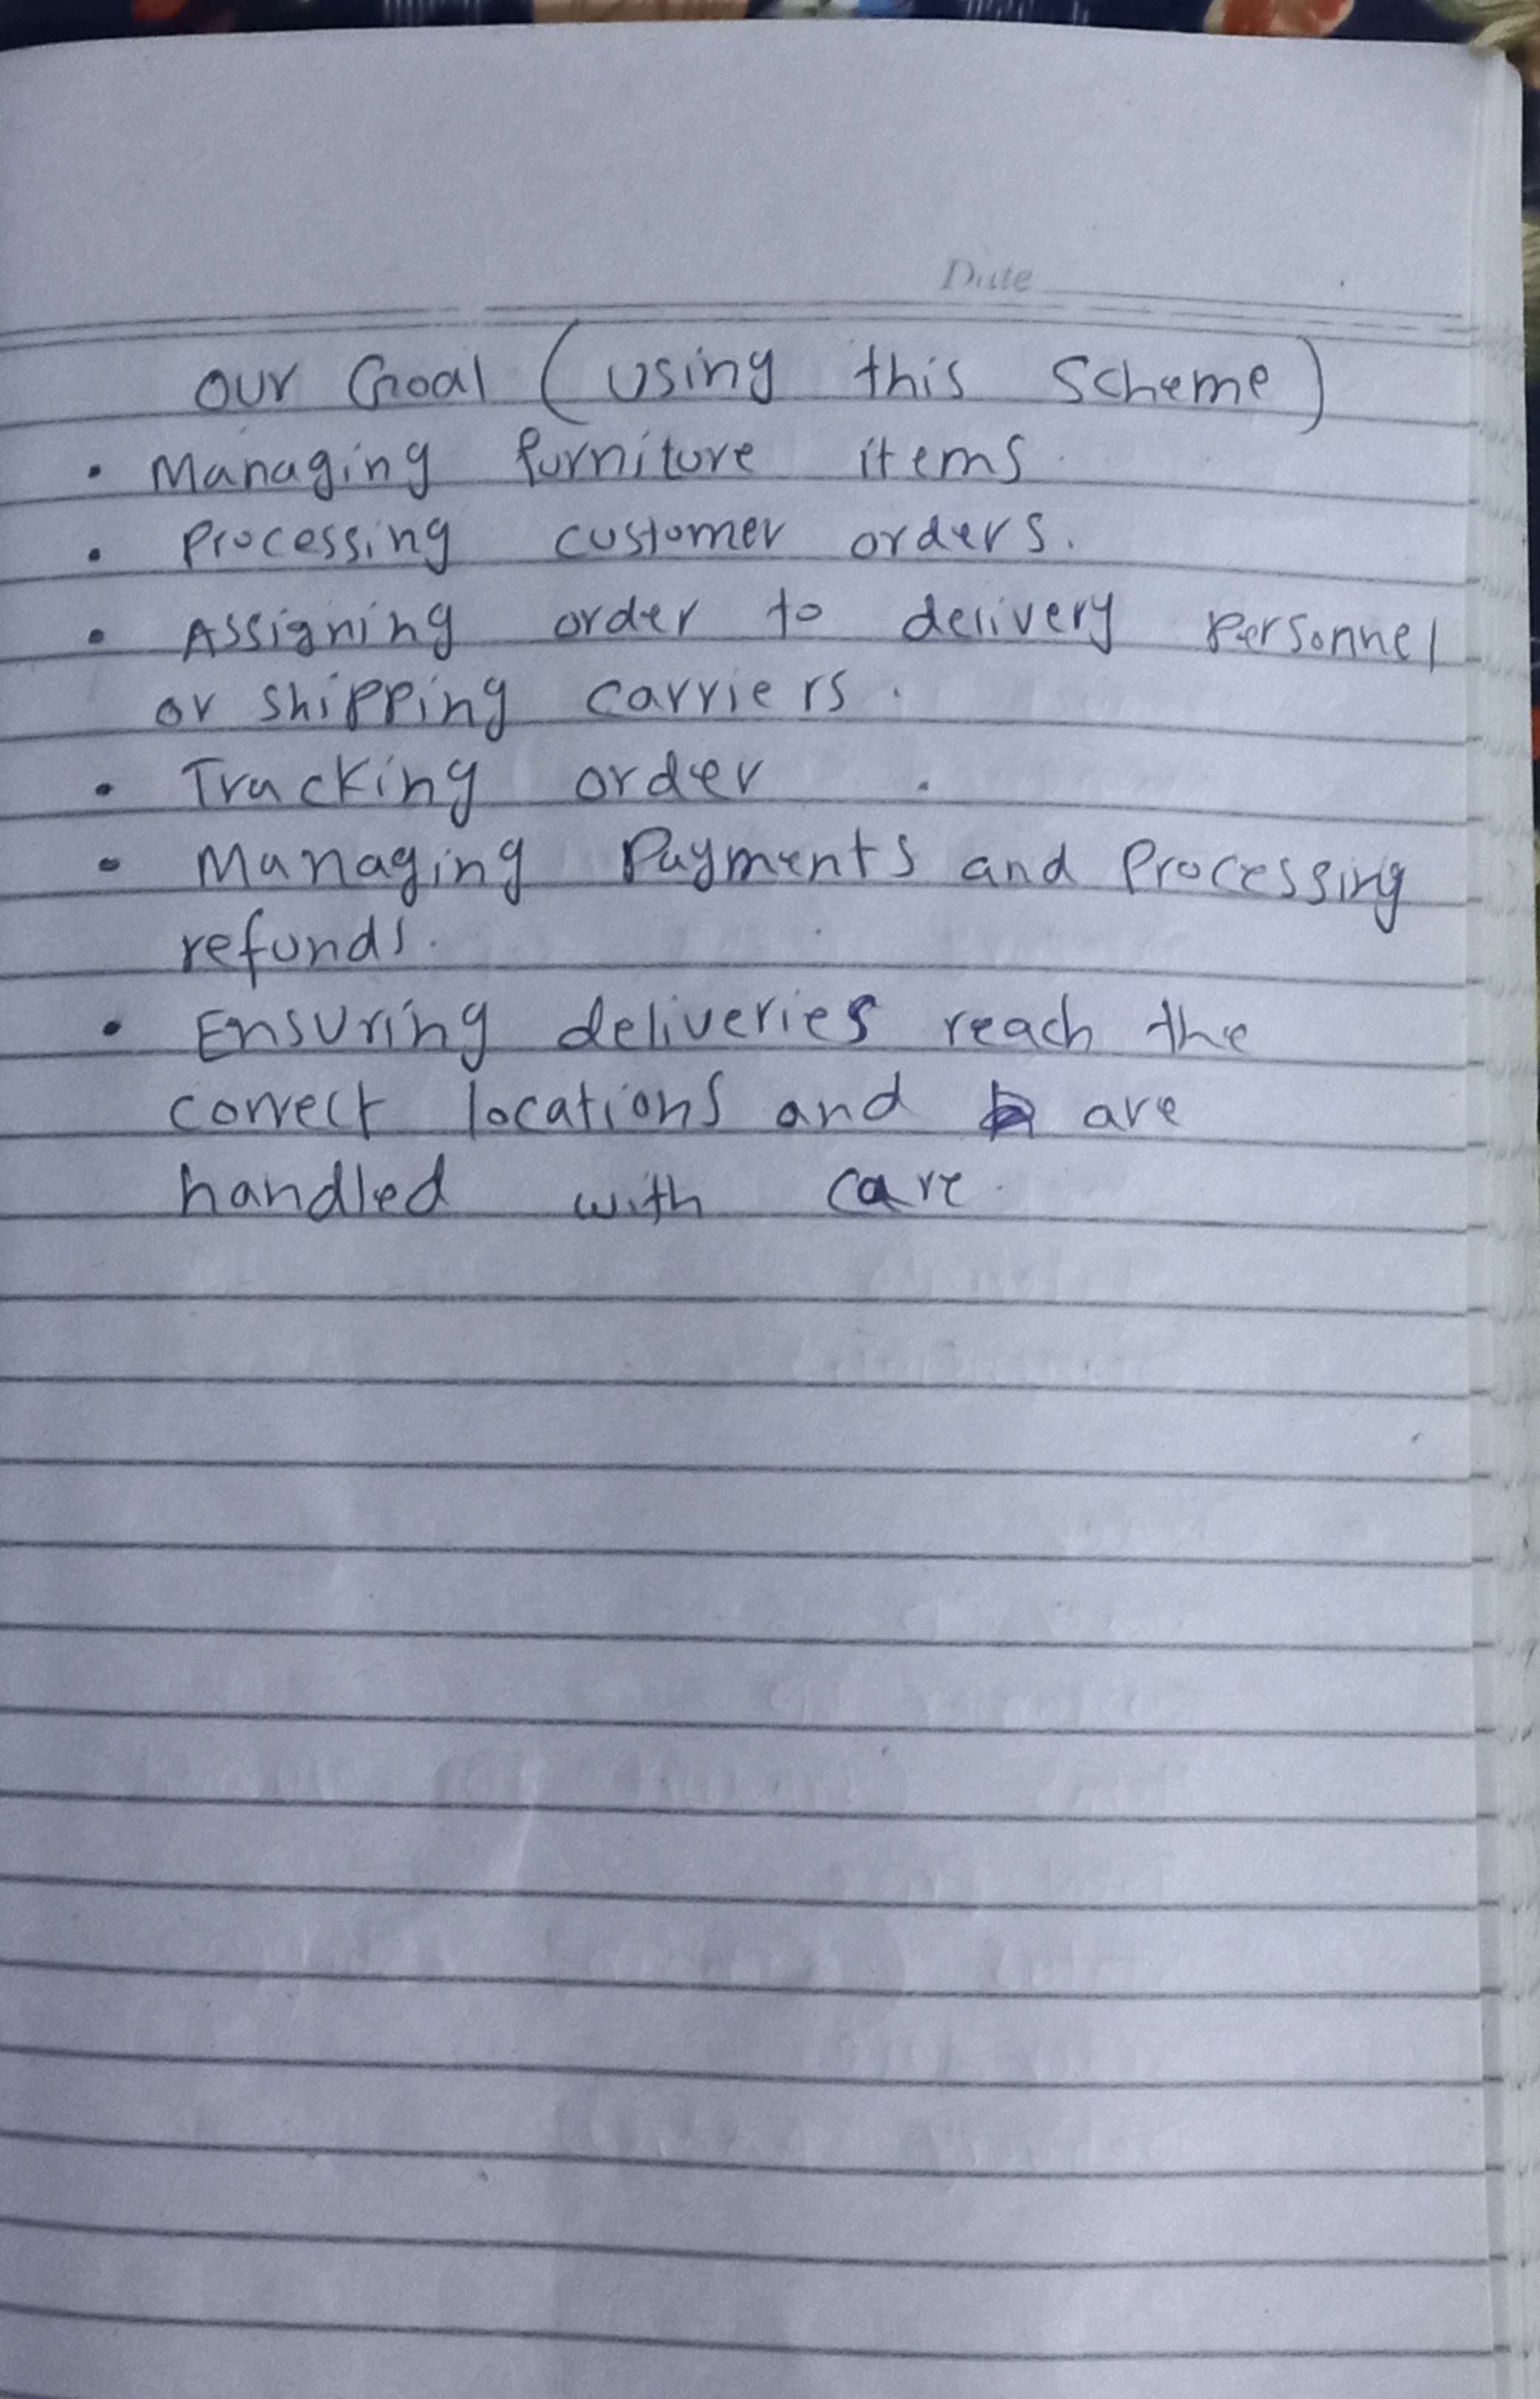 Date
OUR Goal (Using this Scheme)
• Managing furniture items.
• Processing customer orders.
• Assigning order to delivery Personnel
or shipping carriers.
• Tracking order.
• Managing Payments and Processing
refunds.
• Ensuring deliveries reach the
correct locations and are
handled with care.